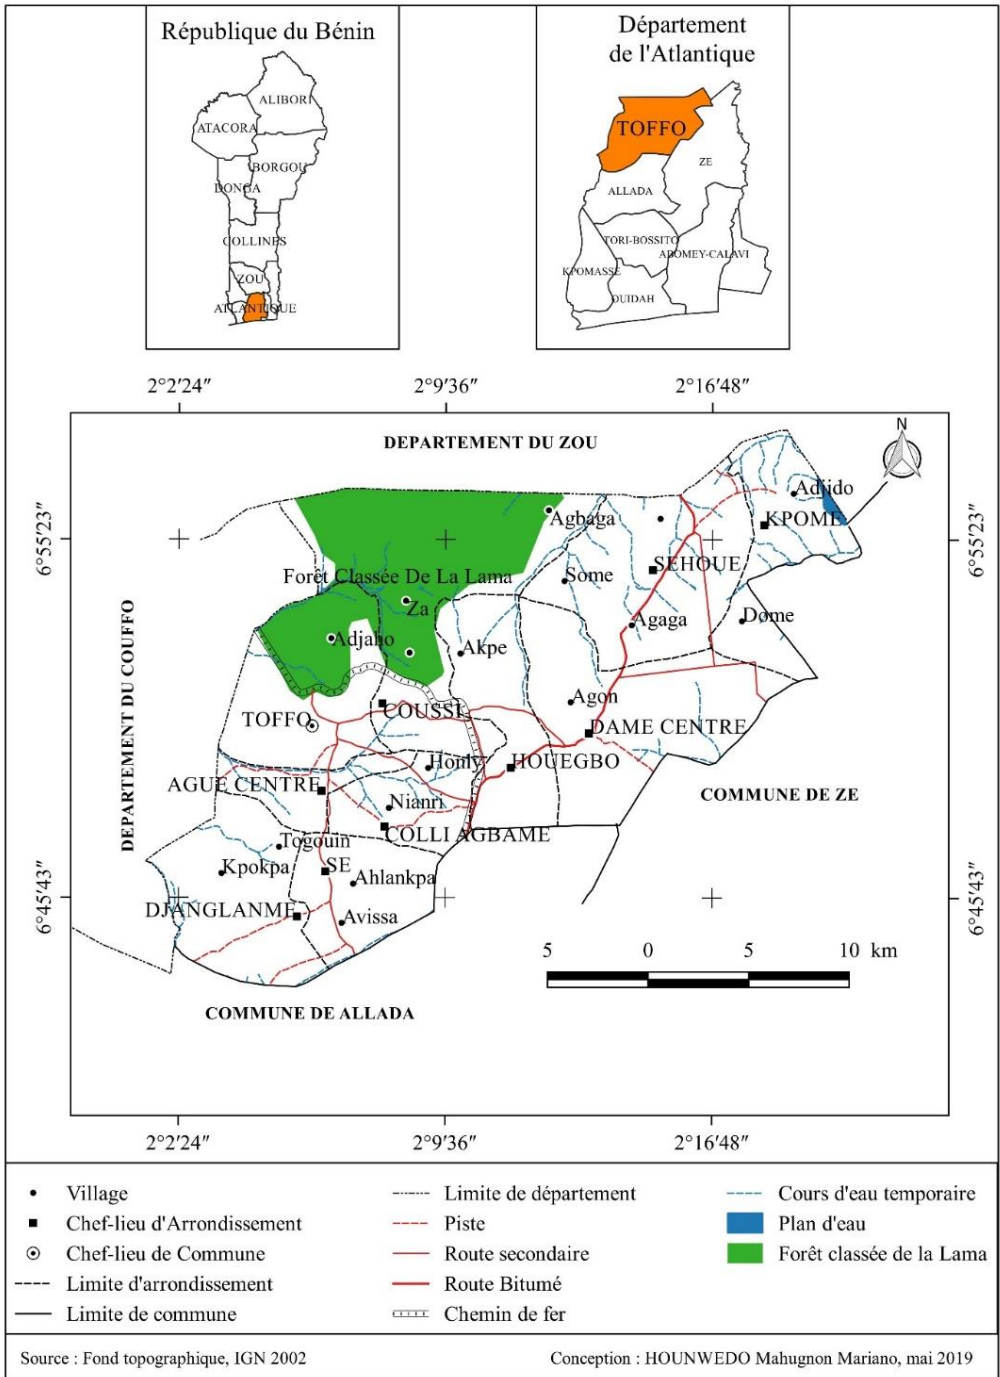 République du Bénin
ALIBORI
ATACORA
BORGOU
DONGA
COLLINES
ZOU
ATLANTIQUE
Département
de l'Atlantique
TOFFO
ZE
ALLADA
TORI-BOSSITO
ABOMEY-CALAVI
KPOMASSE
OUIDAH
2°2'24" 2°9'36" 2°16'48"
DEPARTEMENT DU ZOU
N
Adjido
Agbaga
KPOME
6°55'23" 6°55'23"
SEHOUE
Forêt Classée De La Lama
Some
Za
Agaga
Dome
Adjaho
Akpe
DEPARTEMENT DU COUFFO
Agon
COUSSI
TOFFO
DAME CENTRE
Houly
HOUEGBO
AGUE CENTRE
COMMUNE DE ZE
Nianri
COLLI AGBAME
Togouin
SE
Kpokpa
Ahlankpa
6°45'43" 6°45'43"
DJANGLANME
Avissa
5 0 5 10 km
COMMUNE DE ALLADA
2°2'24" 2°9'36" 2°16'48"
Village
Chef-lieu d'Arrondissement
Chef-lieu de Commune
Limite d'arrondissement
Limite de commune
Limite de département
Piste
Route secondaire
Route Bitumé
Chemin de fer
Cours d'eau temporaire
Plan d'eau
Forêt classée de la Lama
Source : Fond topographique, IGN 2002
Conception : HOUNWEDO Mahugnon Mariano, mai 2019